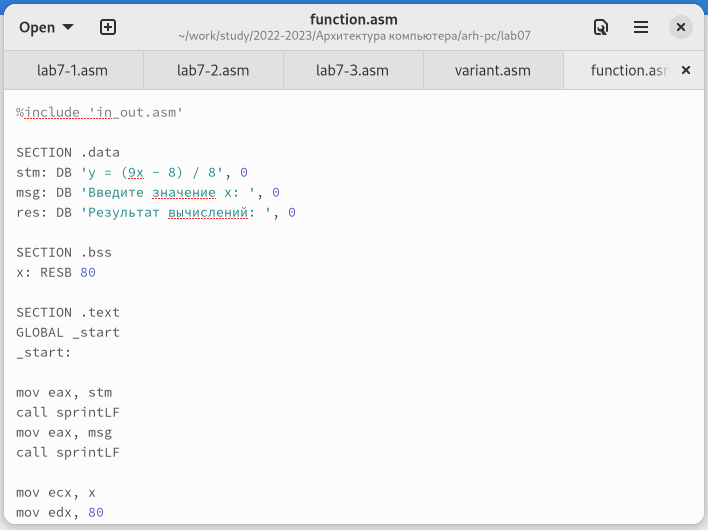 Open
function.asm
~/work/study/2022-2023/Архитектура компьютера/arh-pc/lab07
lab7-1.asm
lab7-2.asm
lab7-3.asm
variant.asm
function.asm
%include 'in_out.asm'
SECTION .data
stm: DB 'y = (9x - 8) / 8', 0
msg: DB 'Введите значение x: ', 0
res: DB 'Результат вычислений: ', 0
SECTION .bss
x: RESB 80
SECTION .text
GLOBAL _start
_start:
mov eax, stm
call sprintLF
mov eax, msg
call sprintLF
mov ecx, x
mov edx, 80